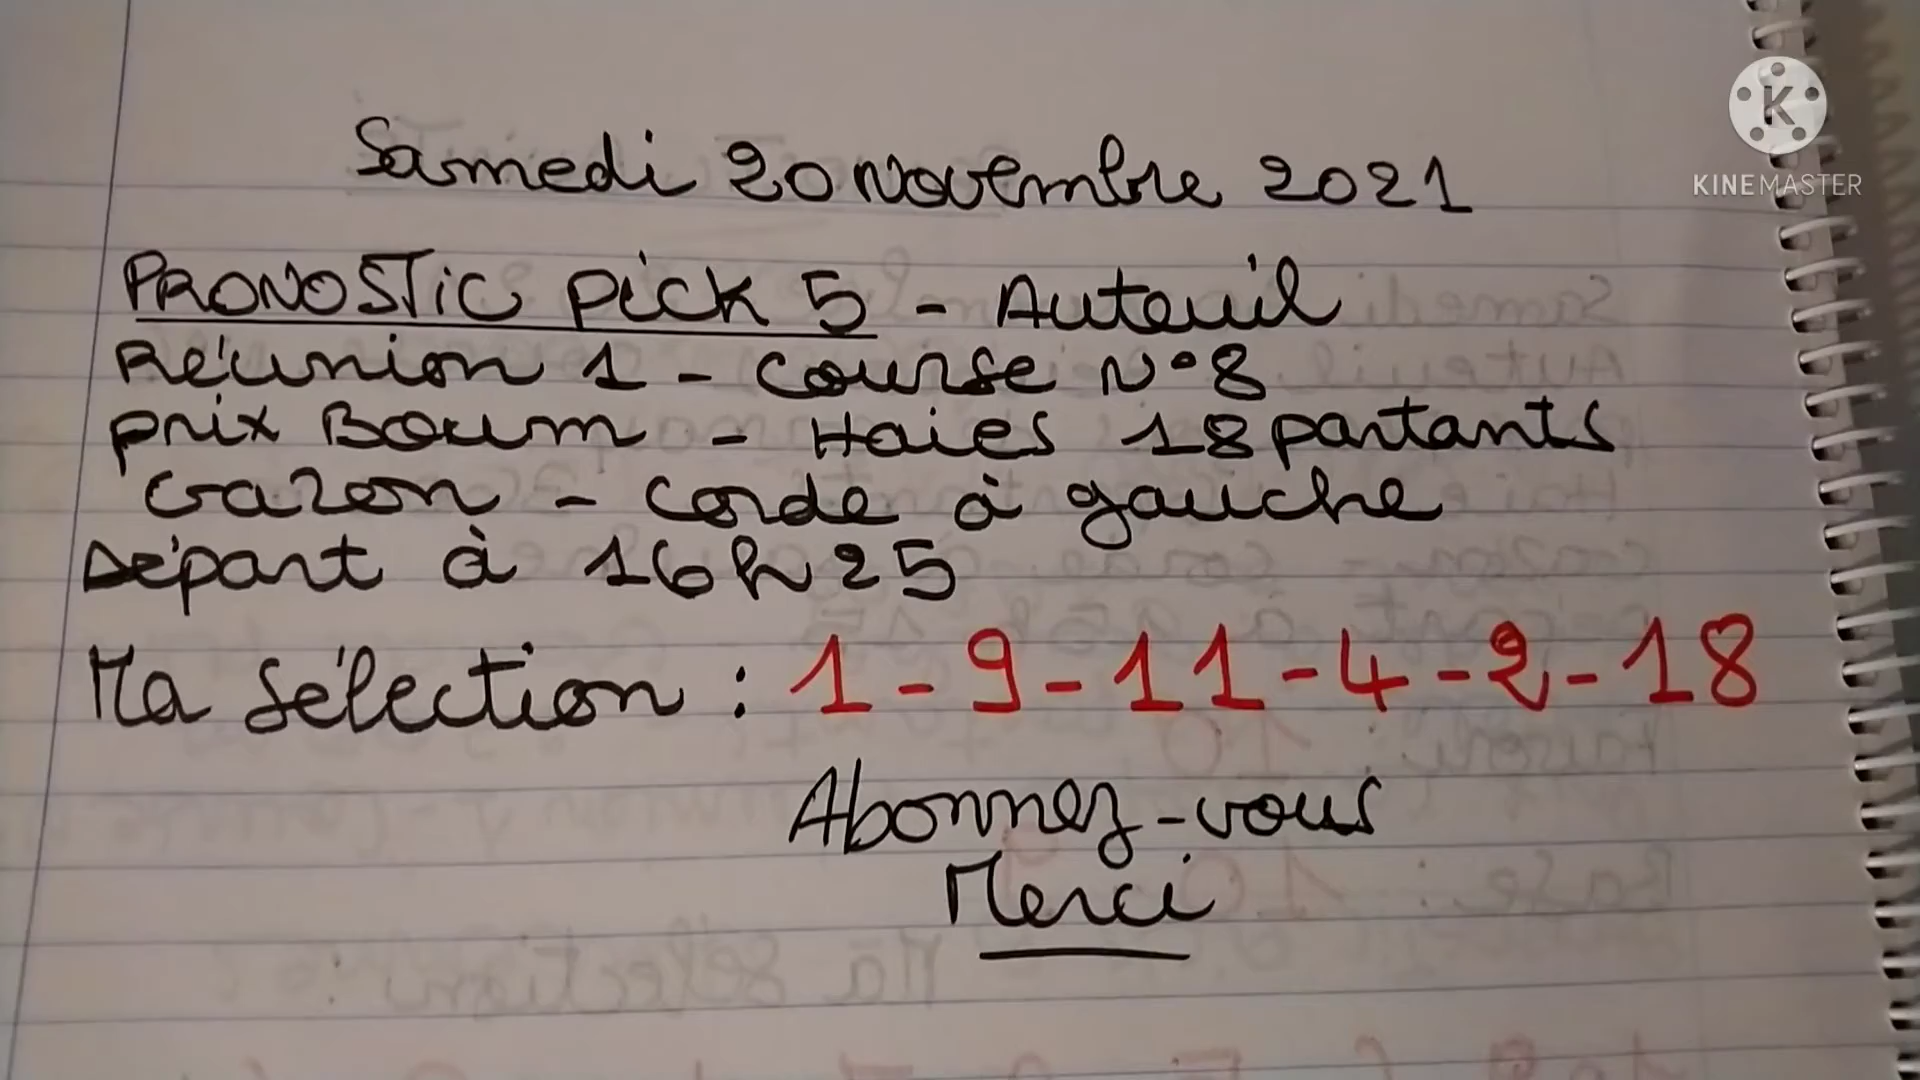 Samedi 20 Novembre 2021
K
KINEMASTER
PRONOSTIC PICK 5 - Auteuil
Réunion 1 - Course N°8
prix Boum - Haies 18 partants
Gazon - Corde à gauche
Départ à 16h25
Ma Sélection : 1 - 9 - 11 - 4 - 2 - 18
Abonnez-vous
Merci